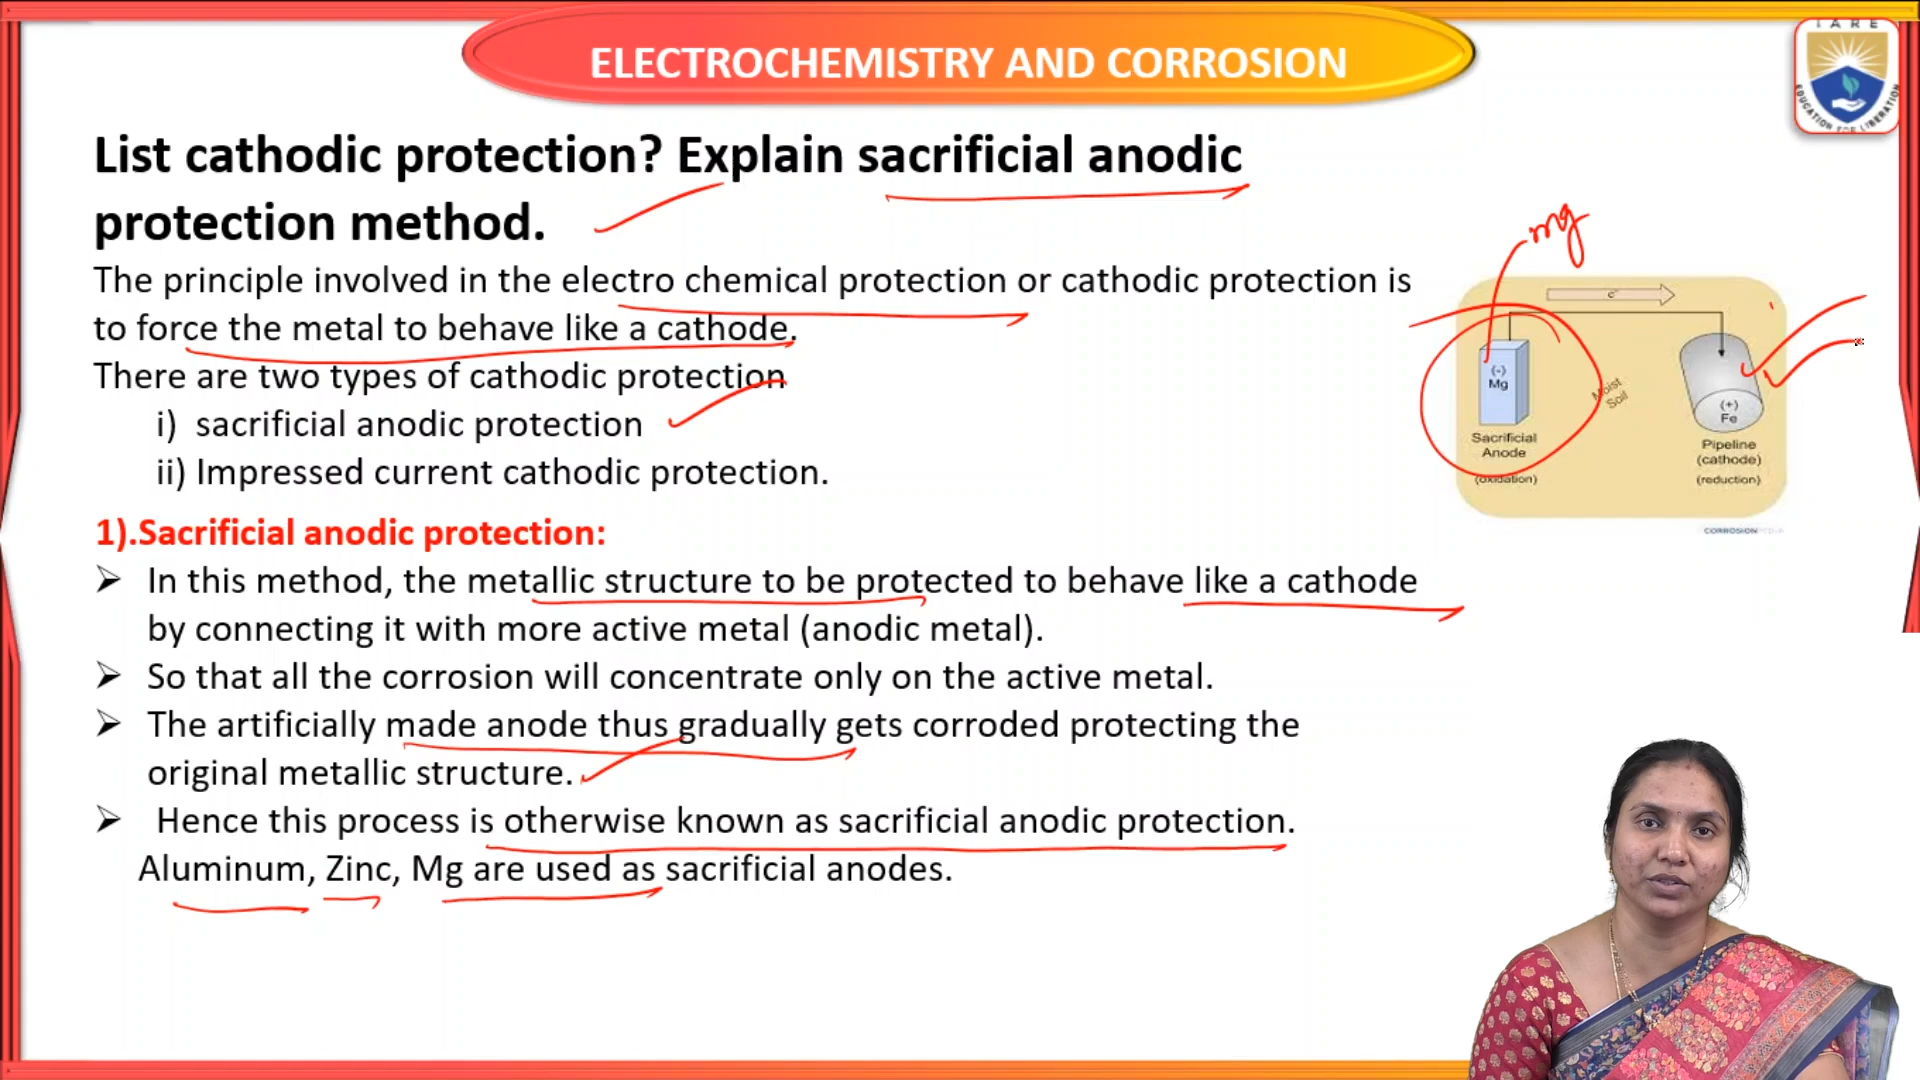 ELECTROCHEMISTRY AND CORROSION
IARE
EDUCATION FOR LIBERATION
List cathodic protection? Explain sacrificial anodic
protection method.
The principle involved in the electro chemical protection or cathodic protection is
to force the metal to behave like a cathode.
There are two types of cathodic protection
i) sacrificial anodic protection
ii) Impressed current cathodic protection.
mg
e⁻
(-)
Mg
Moist
Soil
(+)
Fe
Sacrificial
Anode
(oxidation)
Pipeline
(cathode)
(reduction)
CORROSIONPEDIA
1).Sacrificial anodic protection:
➢ In this method, the metallic structure to be protected to behave like a cathode
by connecting it with more active metal (anodic metal).
➢ So that all the corrosion will concentrate only on the active metal.
➢ The artificially made anode thus gradually gets corroded protecting the
original metallic structure.
➢ Hence this process is otherwise known as sacrificial anodic protection.
Aluminum, Zinc, Mg are used as sacrificial anodes.